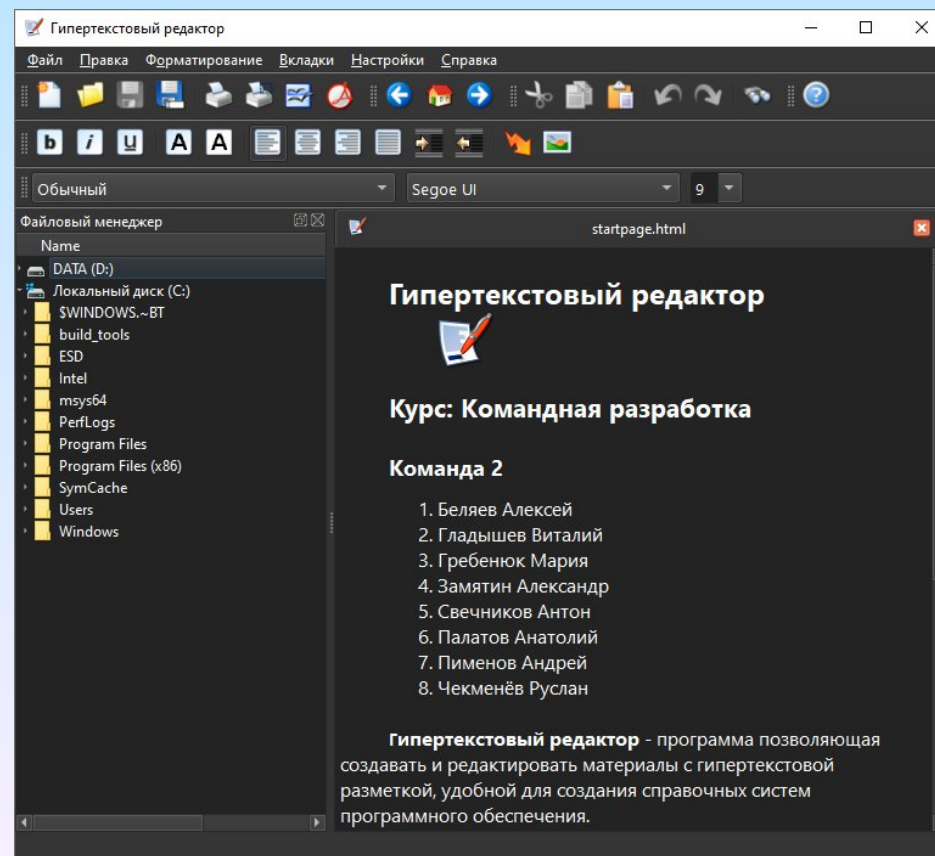 Гипертекстовый редактор
Файл Правка Форматирование Вкладки Настройки Справка
b i u A A
Обычный Segoe UI 9
Файловый менеджер
Name
DATA (D:)
Локальный диск (C:)
$WINDOWS.~BT
build_tools
ESD
Intel
msys64
PerfLogs
Program Files
Program Files (x86)
SymCache
Users
Windows
startpage.html
Гипертекстовый редактор
Курс: Командная разработка
Команда 2
1. Беляев Алексей
2. Гладышев Виталий
3. Гребенюк Мария
4. Замятин Александр
5. Свечников Антон
6. Палатов Анатолий
7. Пименов Андрей
8. Чекменёв Руслан
Гипертекстовый редактор - программа позволяющая
создавать и редактировать материалы с гипертекстовой
разметкой, удобной для создания справочных систем
программного обеспечения.